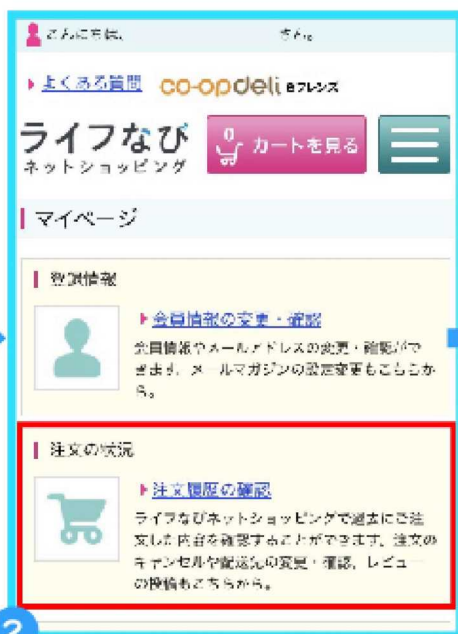 こんにちは、 さん。
よくある質問 co-opdeli eフレンズ
ライフなび
ネットショッピング
0
カートを見る
マイページ
登録情報
会員情報の変更・確認
会員情報やメールアドレスの変更・確認がで
きます。メールマガジンの設定変更もこちらか
ら。
注文の状況
注文履歴の確認
ライフなびネットショッピングで過去にご注
文した内容を確認することができます。注文の
キャンセルや配送先の変更・確認、レビュー
の投稿もこちらから。
2